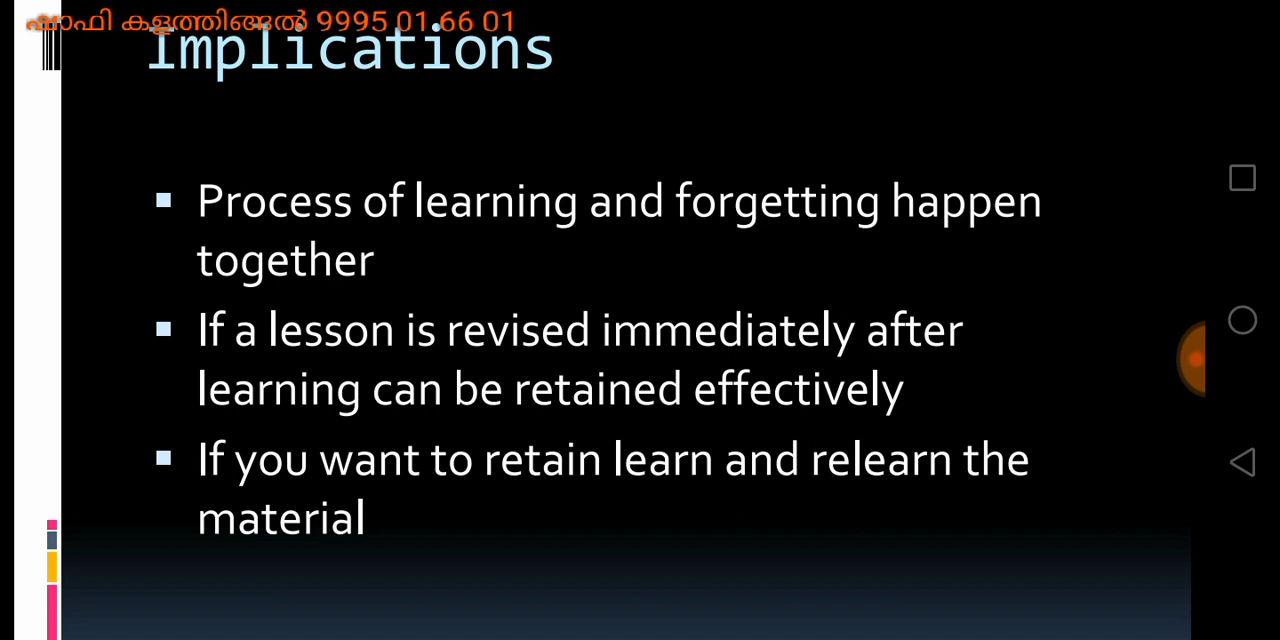 ഷാഫി കളത്തിങ്ങൽ 9995 01 66 01
Implications
Process of learning and forgetting happen
together
If a lesson is revised immediately after
learning can be retained effectively
If you want to retain learn and relearn the
material